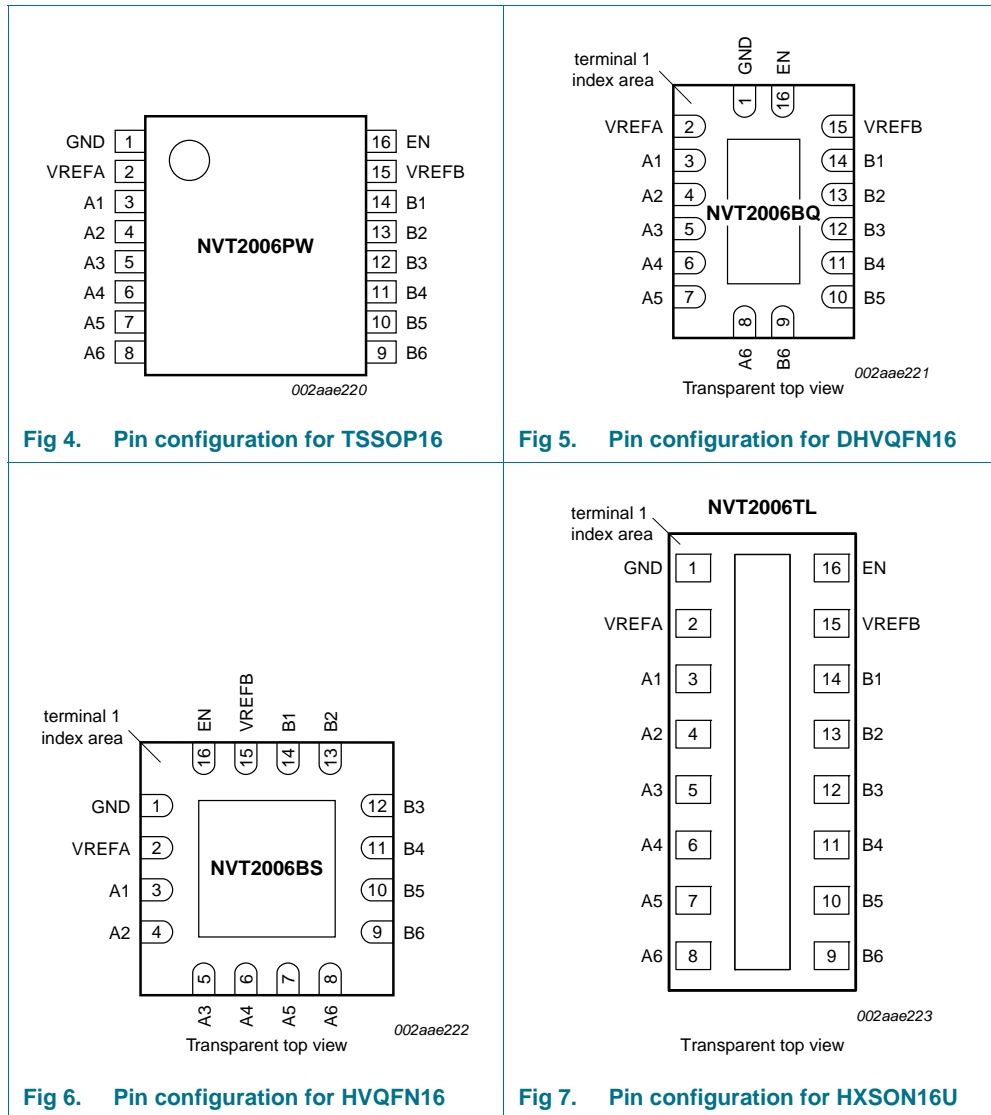 GND 1
VREFA 2
A1 3
A2 4
A3 5
A4 6
A5 7
A6 8
NVT2006PW
16 EN
15 VREFB
14 B1
13 B2
12 B3
11 B4
10 B5
9 B6
002aae220
Fig 4. Pin configuration for TSSOP16
terminal 1
index area
GND 1
EN 16
VREFA 2
A1 3
A2 4
A3 5
A4 6
A5 7
NVT2006BQ
15 VREFB
14 B1
13 B2
12 B3
11 B4
10 B5
8 A6
9 B6
002aae221
Transparent top view
Fig 5. Pin configuration for DHVQFN16
terminal 1
index area
EN 16
VREFB 15
B1 14
B2 13
GND 1
VREFA 2
A1 3
A2 4
NVT2006BS
12 B3
11 B4
10 B5
9 B6
5 A3
6 A4
7 A5
8 A6
002aae222
Transparent top view
Fig 6. Pin configuration for HVQFN16
NVT2006TL
terminal 1
index area
GND 1
VREFA 2
A1 3
A2 4
A3 5
A4 6
A5 7
A6 8
16 EN
15 VREFB
14 B1
13 B2
12 B3
11 B4
10 B5
9 B6
002aae223
Transparent top view
Fig 7. Pin configuration for HXSON16U